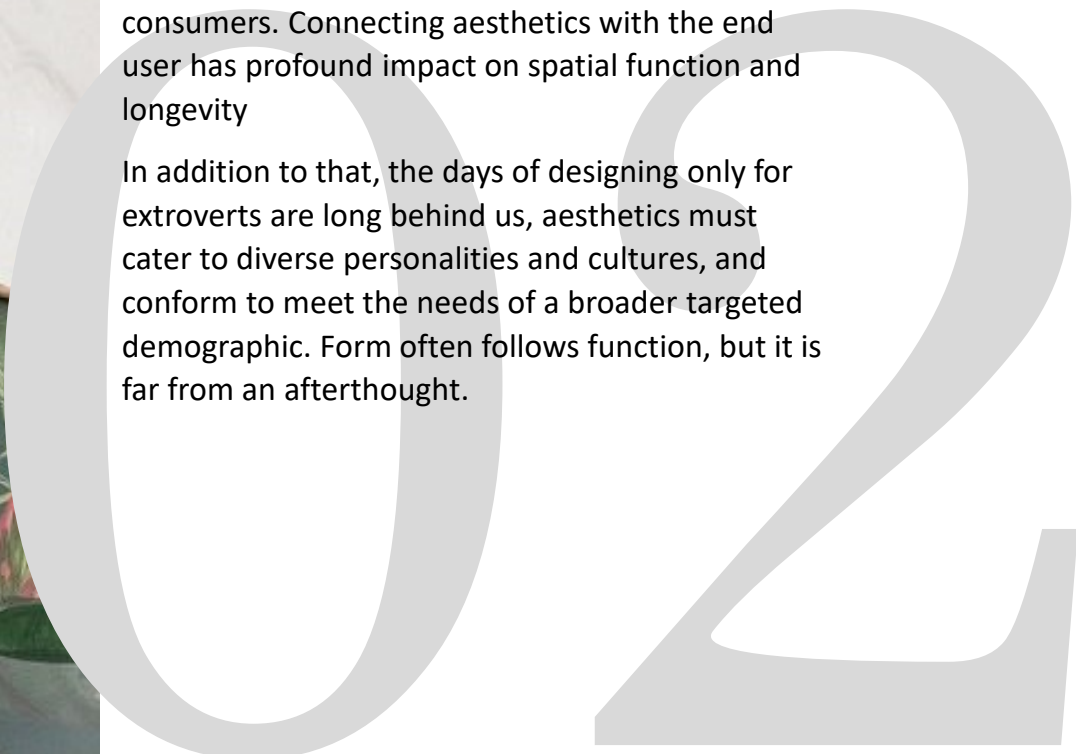 consumers. Connecting aesthetics with the end
user has profound impact on spatial function and
longevity
In addition to that, the days of designing only for
extroverts are long behind us, aesthetics must
cater to diverse personalities and cultures, and
conform to meet the needs of a broader targeted
demographic. Form often follows function, but it is
far from an afterthought.
02